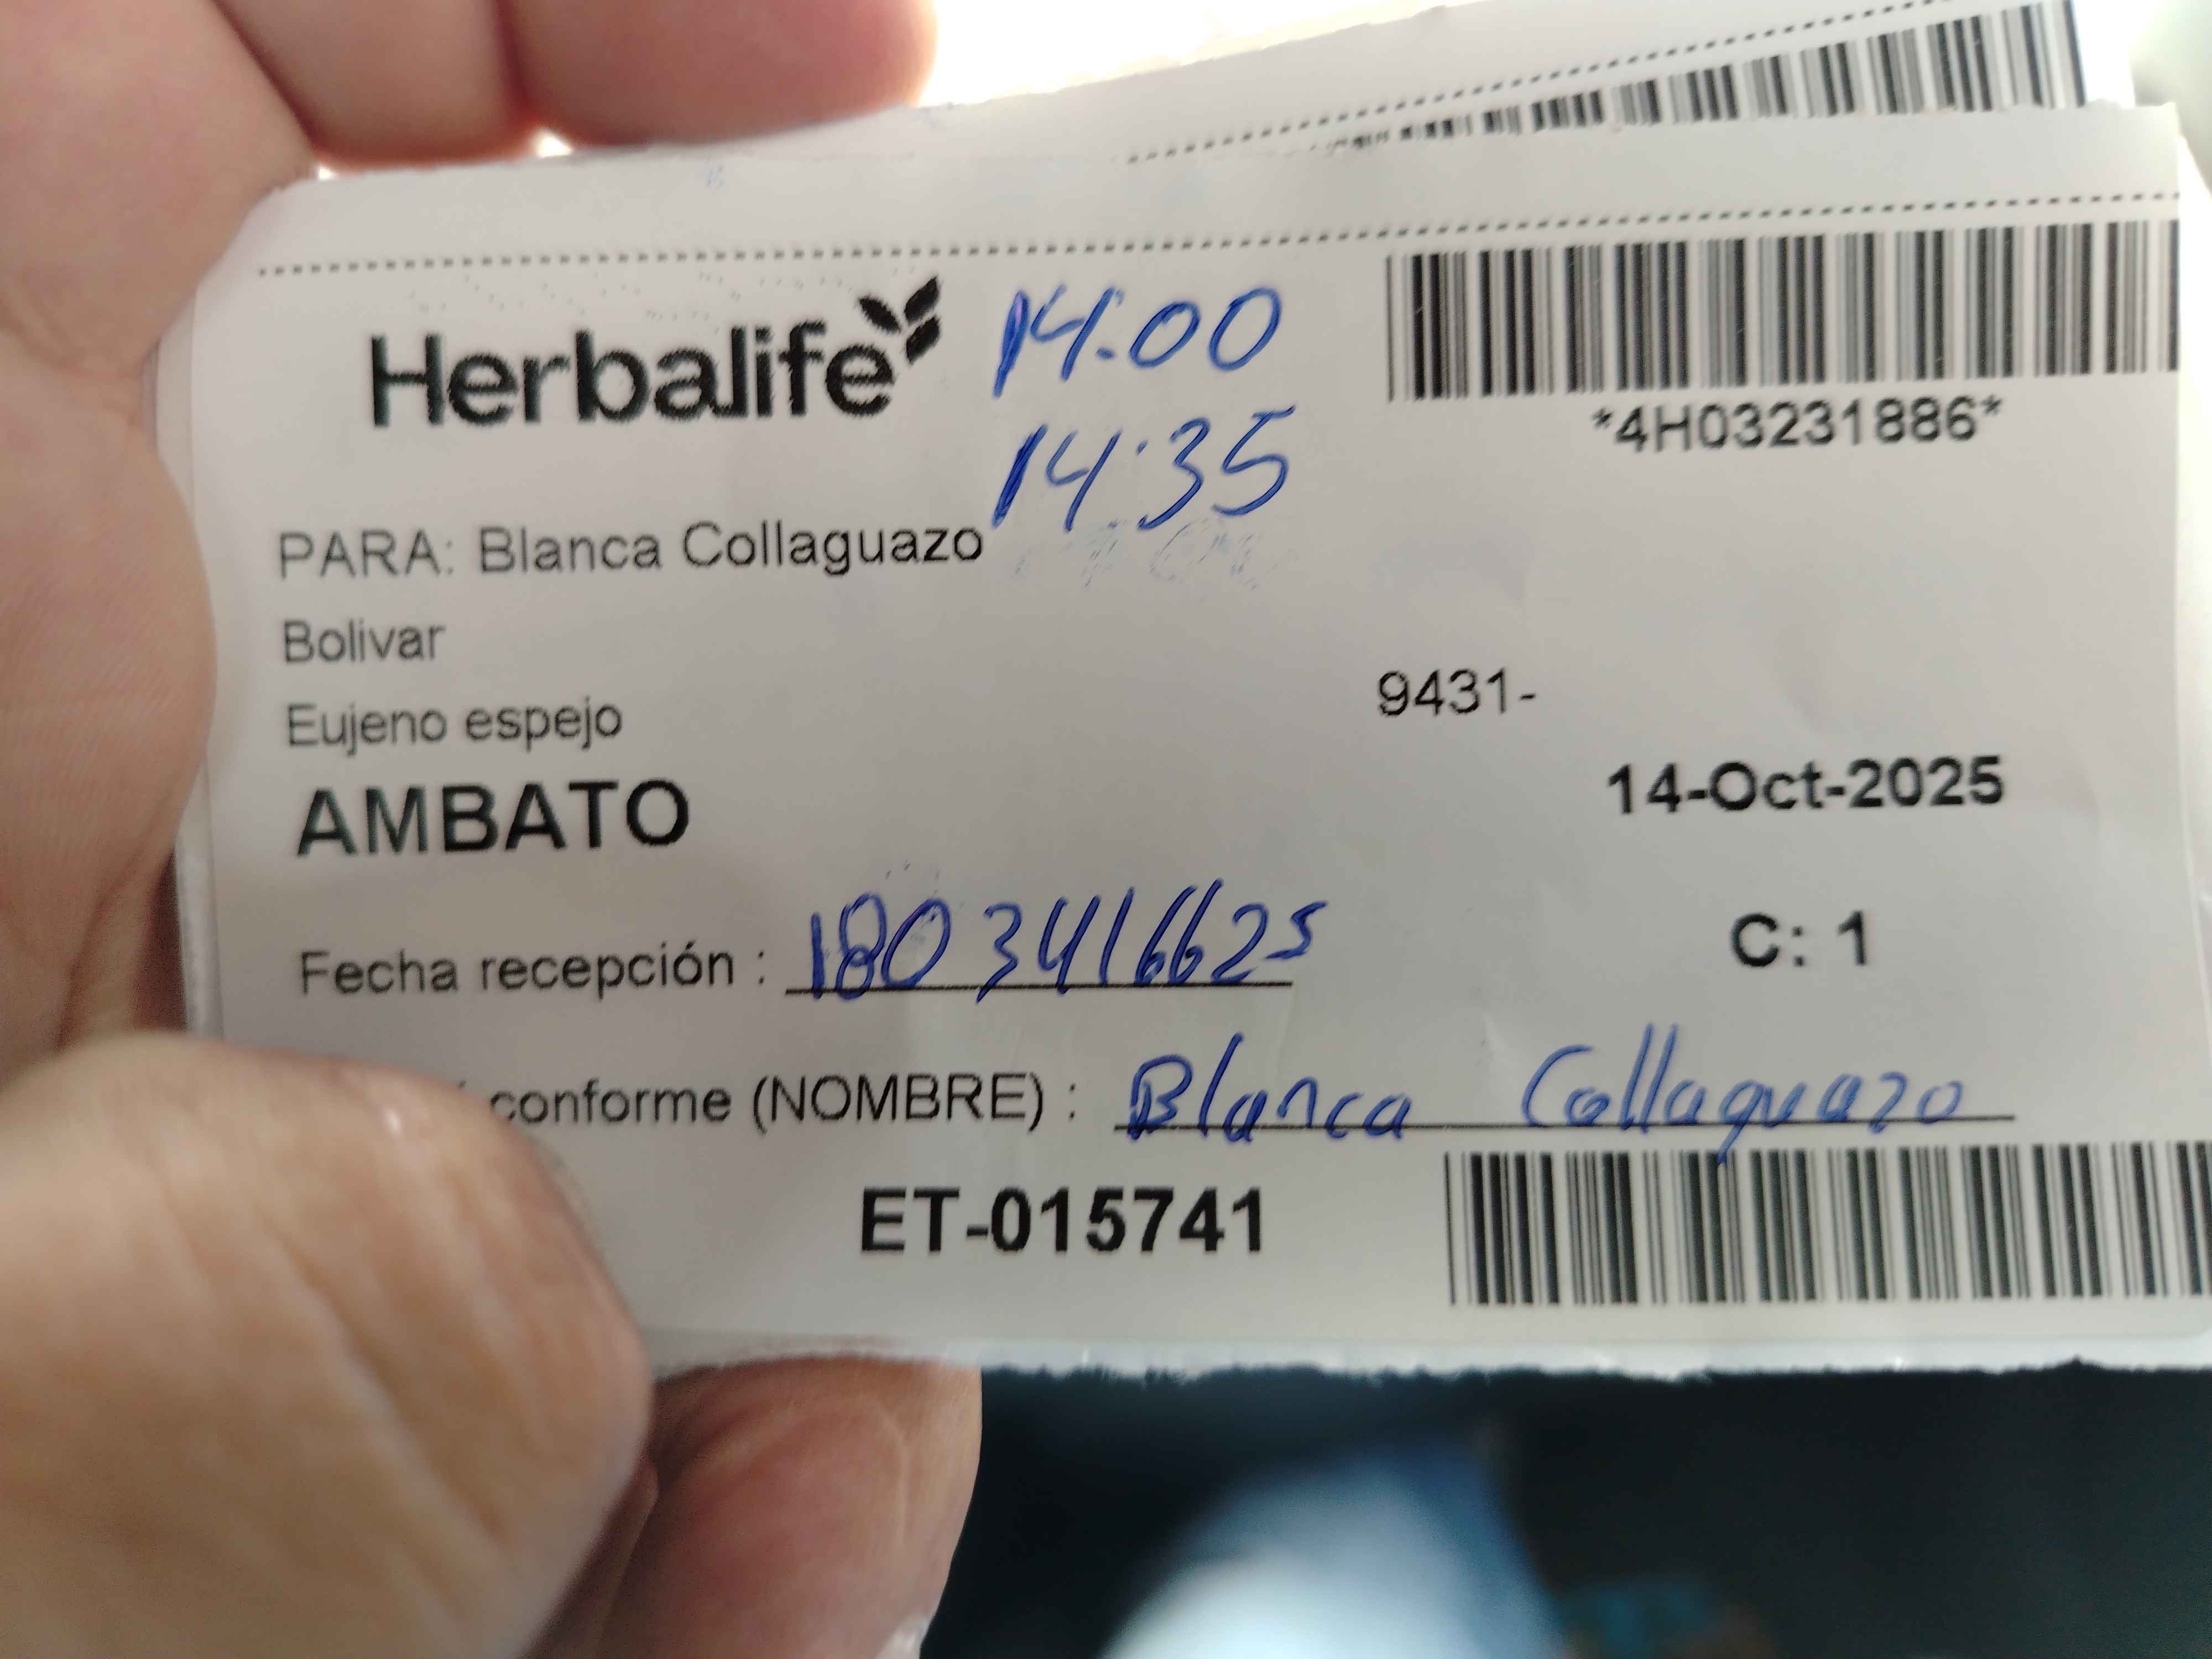 Herbalife
14:00
14:35
*4H03231886*
PARA: Blanca Collaguazo
Bolivar
9431-
Eujeno espejo
14-Oct-2025
AMBATO
Fecha recepción : 1803416625
C: 1
conforme (NOMBRE) : Blanca Collaguazo
ET-015741